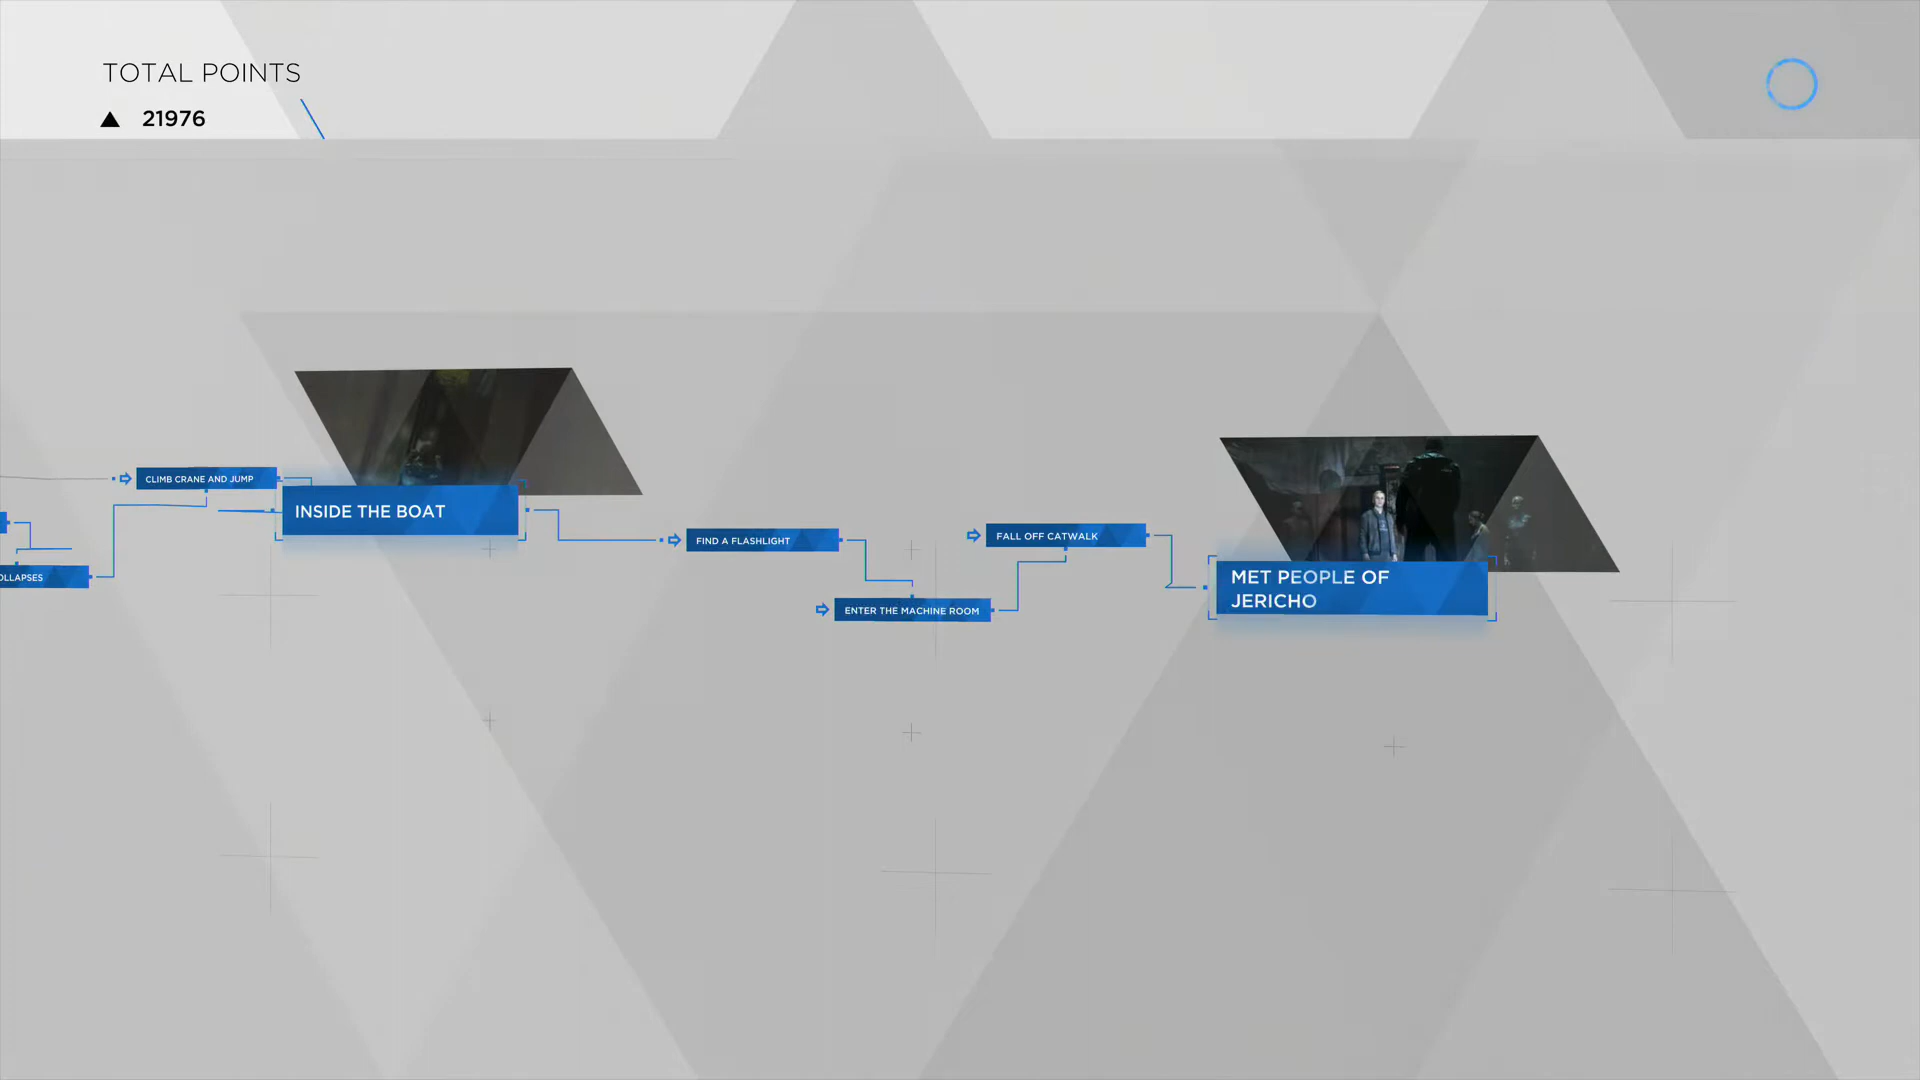 TOTAL POINTS
21976
CLIMB CRANE AND JUMP
INSIDE THE BOAT
OLLAPSES
FIND A FLASHLIGHT
ENTER THE MACHINE ROOM
FALL OFF CATWALK
MET PEOPLE OF
JERICHO